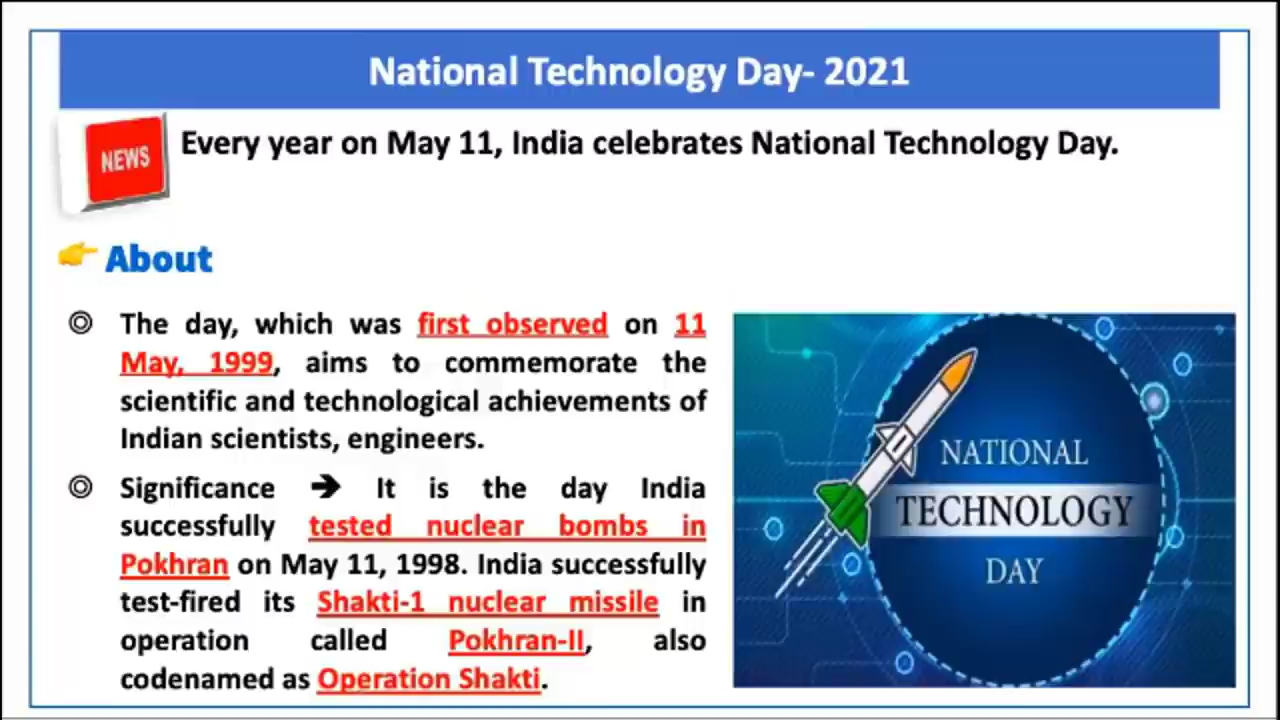 National Technology Day- 2021
NEWS
Every year on May 11, India celebrates National Technology Day.
About
The day, which was first observed on 11
May, 1999, aims to commemorate the
scientific and technological achievements of
Indian scientists, engineers.
Significance ➔ It is the day India
successfully tested nuclear bombs in
Pokhran on May 11, 1998. India successfully
test-fired its Shakti-1 nuclear missile in
operation called Pokhran-II, also
codenamed as Operation Shakti.
NATIONAL
TECHNOLOGY
DAY